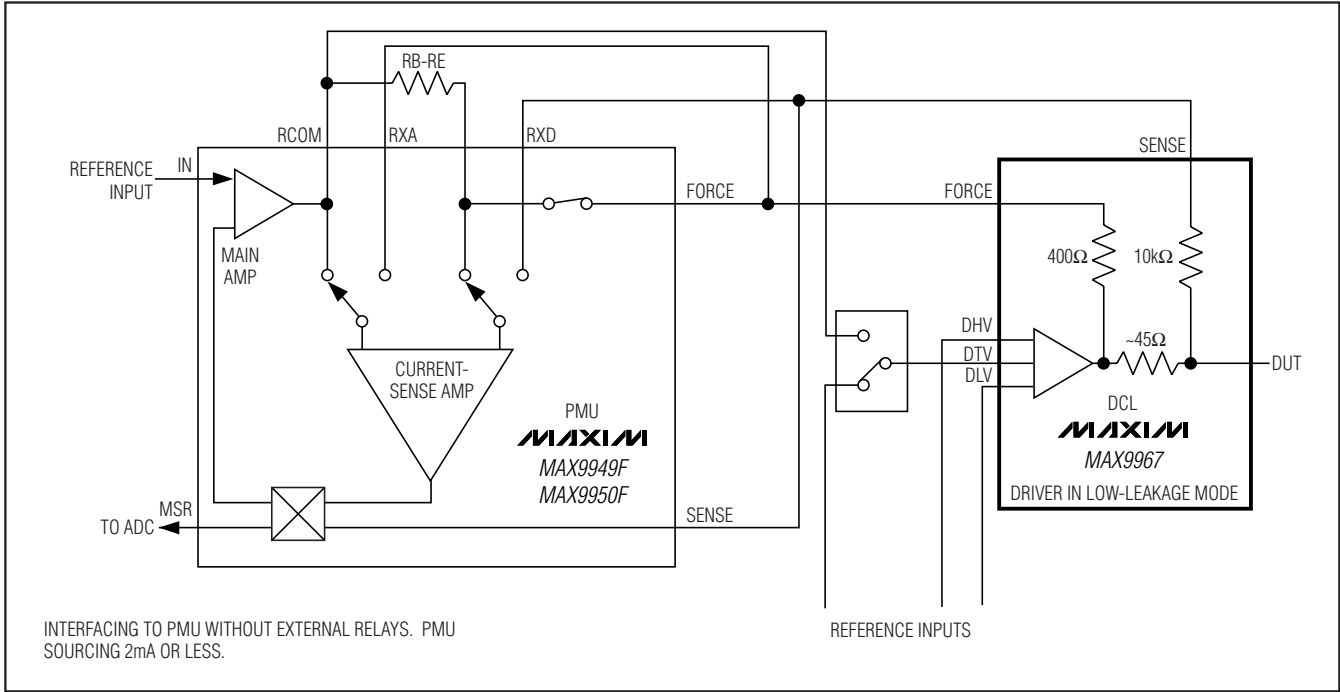 RB-RE
RCOM
RXA
RXD
SENSE
REFERENCE
INPUT
IN
FORCE
FORCE
MAIN
AMP
400Ω
10kΩ
DHV
DTV
DLV
~45Ω
DUT
CURRENT-
SENSE AMP
PMU
MAXIM
MAX9949F
MAX9950F
DCL
MAXIM
MAX9967
DRIVER IN LOW-LEAKAGE MODE
MSR
TO ADC
SENSE
INTERFACING TO PMU WITHOUT EXTERNAL RELAYS. PMU
SOURCING 2mA OR LESS.
REFERENCE INPUTS